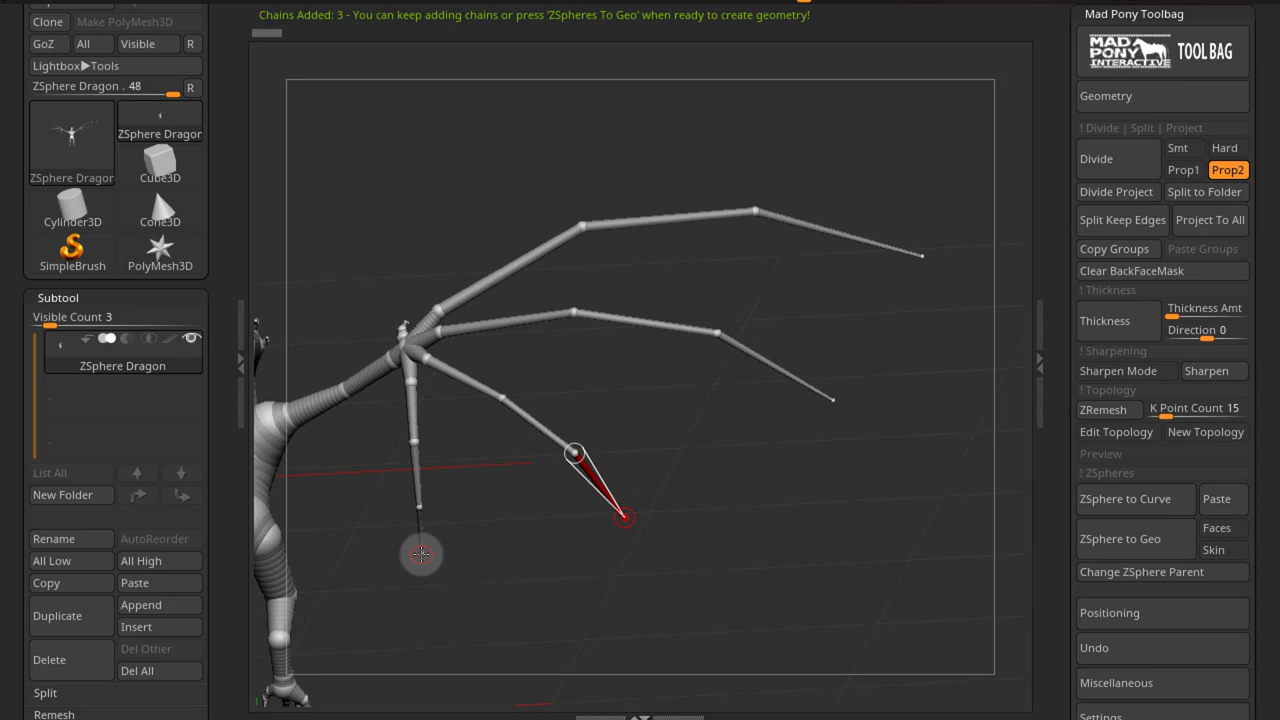 Chains Added: 3 - You can keep adding chains or press 'ZSpheres To Geo' when ready to create geometry!
Clone Make PolyMesh3D
GoZ All Visible R
Lightbox▶Tools
ZSphere Dragon . 48 R
ZSphere Dragon
ZSphere Dragon
Cube3D
Cylinder3D
Cone3D
SimpleBrush
PolyMesh3D
Subtool
Visible Count 3
ZSphere Dragon
List All
New Folder
Rename AutoReorder
All Low All High
Copy Paste
Duplicate Append
Insert
Delete Del Other
Del All
Split
Remesh
Mad Pony Toolbag
MAD PONY INTERACTIVE TOOL BAG
Geometry
! Divide | Split | Project
Divide Smt Hard
Prop1 Prop2
Divide Project Split to Folder
Split Keep Edges Project To All
Copy Groups Paste Groups
Clear BackFaceMask
! Thickness
Thickness Thickness Amt
Direction 0
! Sharpening
Sharpen Mode Sharpen
! Topology
ZRemesh K Point Count 15
Edit Topology New Topology
Preview
! ZSpheres
ZSphere to Curve Paste
ZSphere to Geo Faces
Skin
Change ZSphere Parent
Positioning
Undo
Miscellaneous
Settings